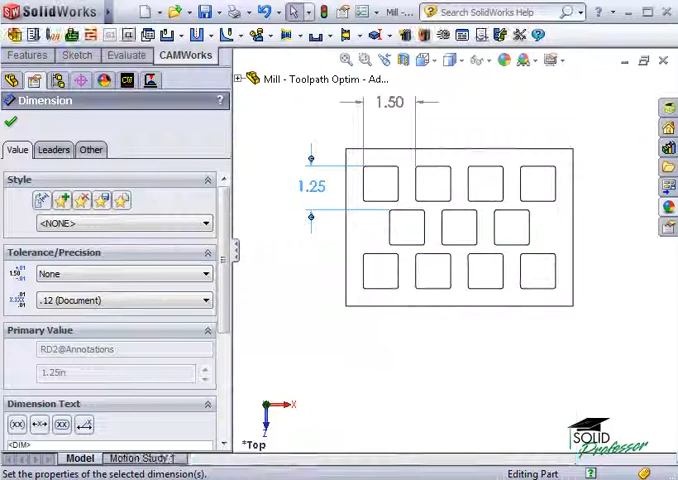 SolidWorks
Mill -...
Search SolidWorks Help
Features
Sketch
Evaluate
CAMWorks
Dimension
?
Mill - Toolpath Optim - Ad...
Value
Leaders
Other
1.50
1.25
Style
<NONE>
Tolerance/Precision
None
.12 (Document)
Primary Value
RD2@Annotations
1.25in
Dimension Text
<DIM>
X
Z
*Top
SOLID
Professor
Model
Motion Study 1
Set the properties of the selected dimension(s).
Editing Part